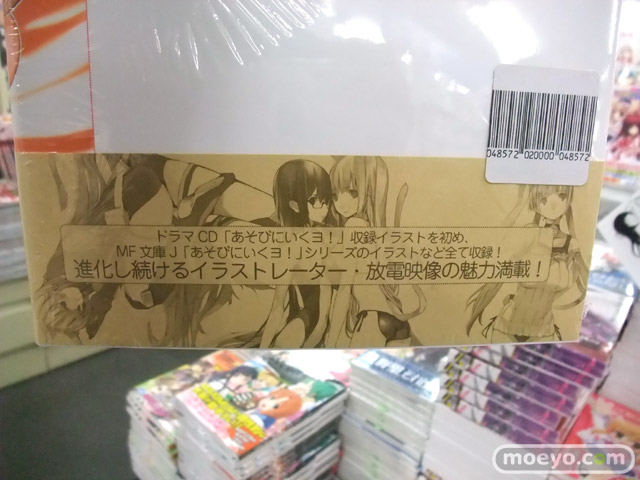 048572 020000 048572
ドラマCD「あそびにいくヨ！」収録イラストを初め、
MF文庫J「あそびにいくヨ！」シリーズのイラストなど全て収録！
進化し続けるイラストレーター・放電映像の魅力満載！
moeyo.com